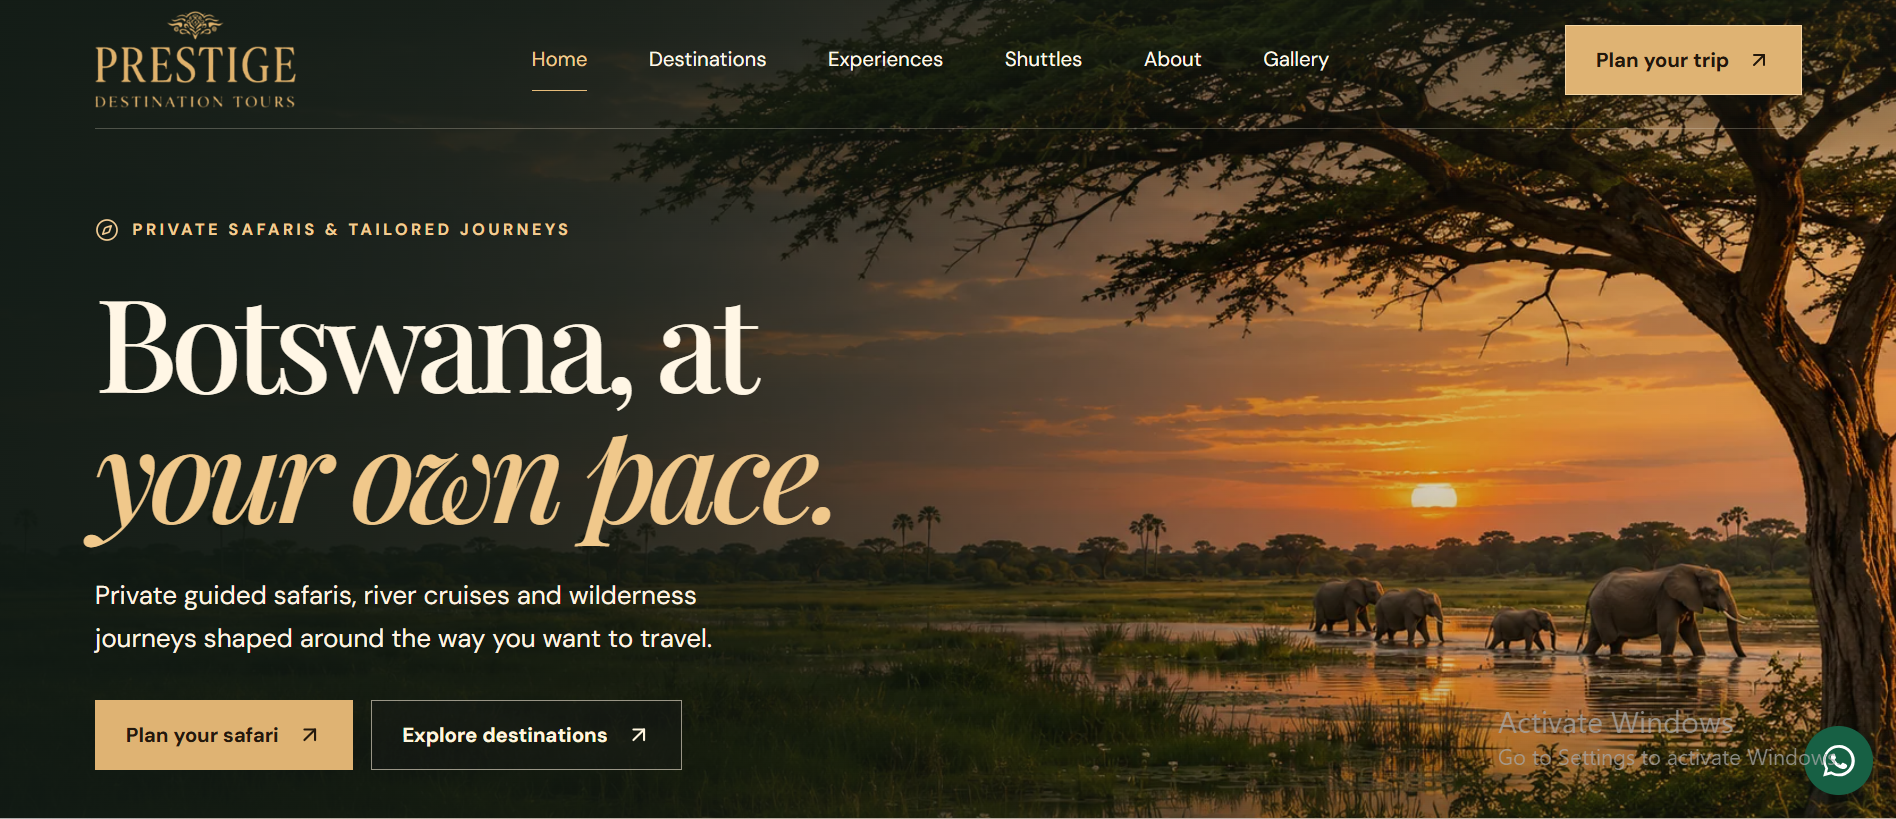 PRESTIGE
DESTINATION TOURS
Home
Destinations
Experiences
Shuttles
About
Gallery
Plan your trip
PRIVATE SAFARIS & TAILORED JOURNEYS
Botswana, at
your own pace.
Private guided safaris, river cruises and wilderness
journeys shaped around the way you want to travel.
Plan your safari
Explore destinations
Activate Windows
Go to Settings to activate Windows